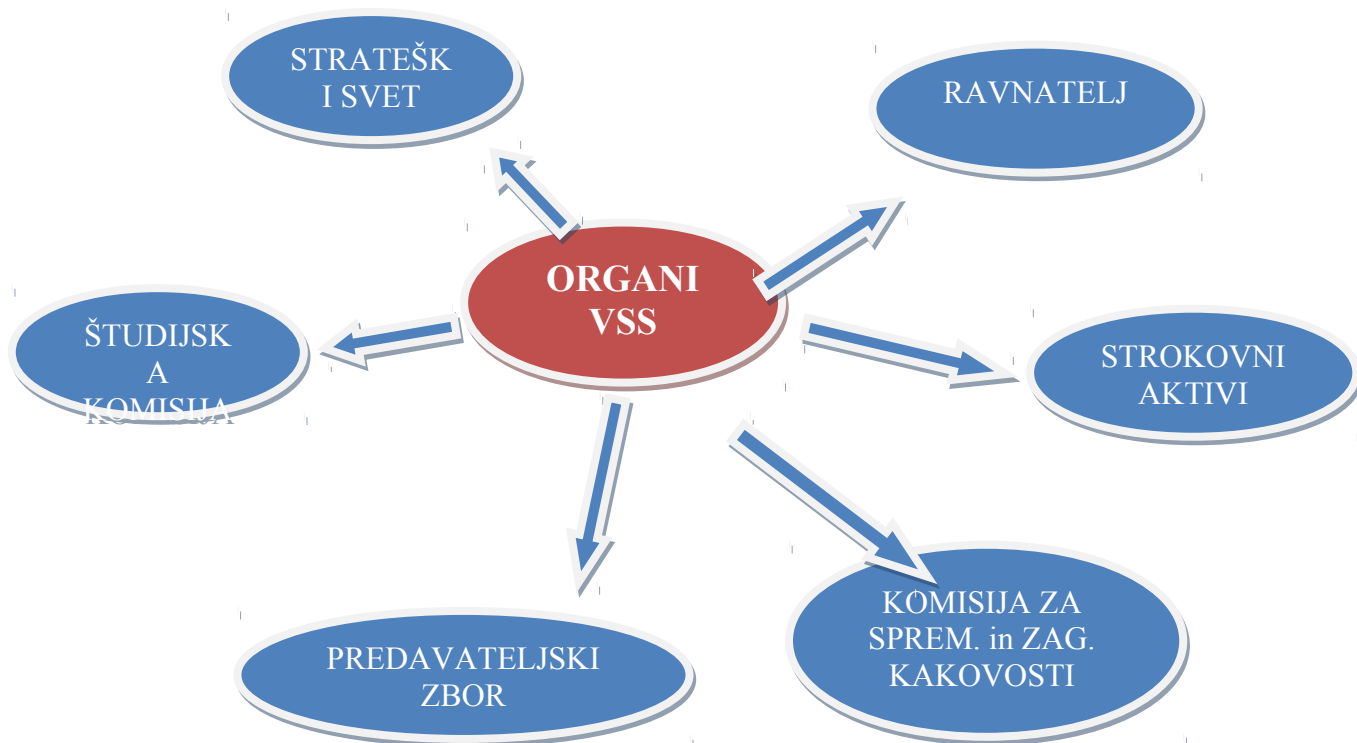 STRATEŠK
I SVET
RAVNATELJ
ORGANI
VSS
ŠTUDIJSK
A
KOMISIJA
STROKOVNI
AKTIVI
KOMISIJA ZA
SPREM. in ZAG.
KAKOVOSTI
PREDAVATELJSKI
ZBOR